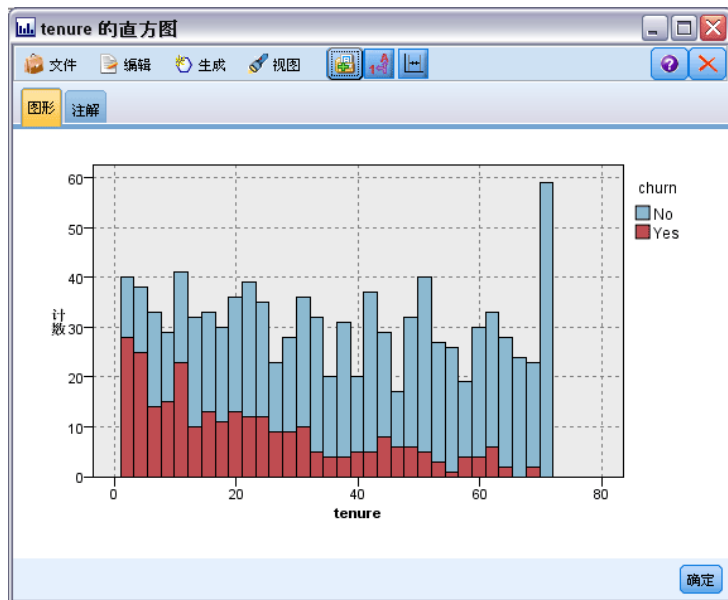 tenure 的直方图
文件 编辑 生成 视图
图形 注解
60
50
40
30
20
10
0
计数
0 20 40 60 80
tenure
churn
No
Yes
确定